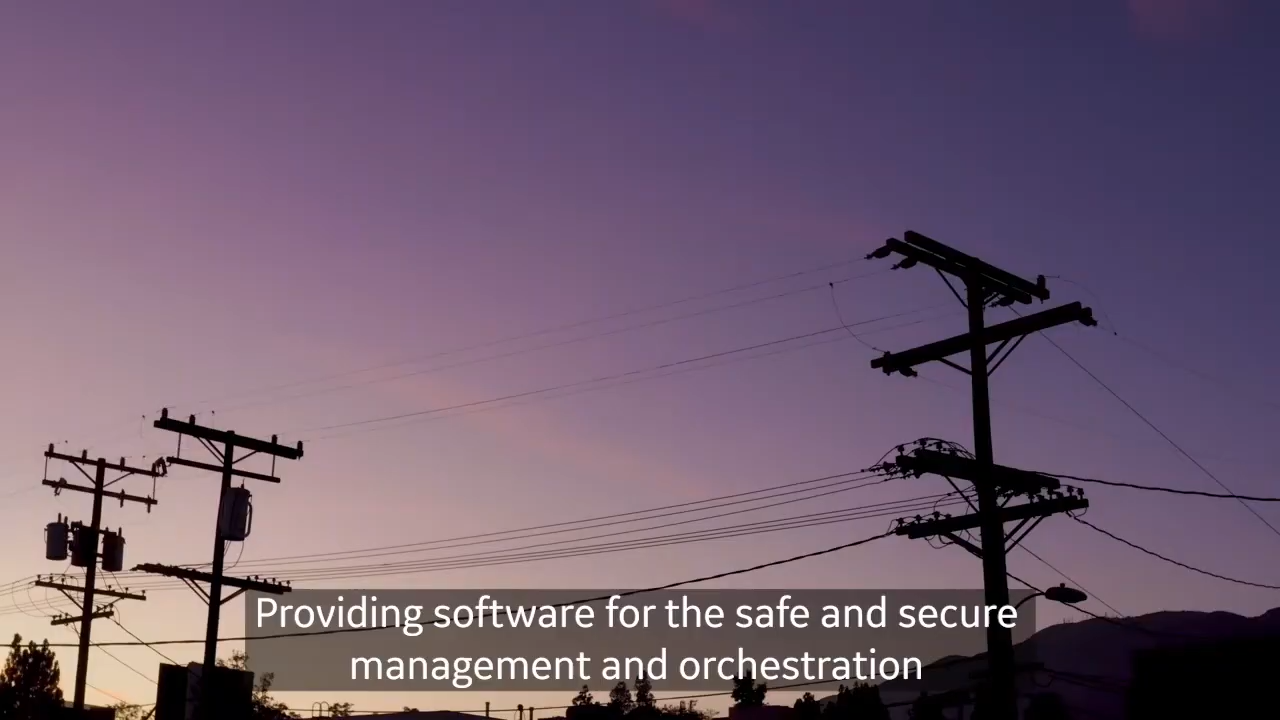 Providing software for the safe and secure
management and orchestration